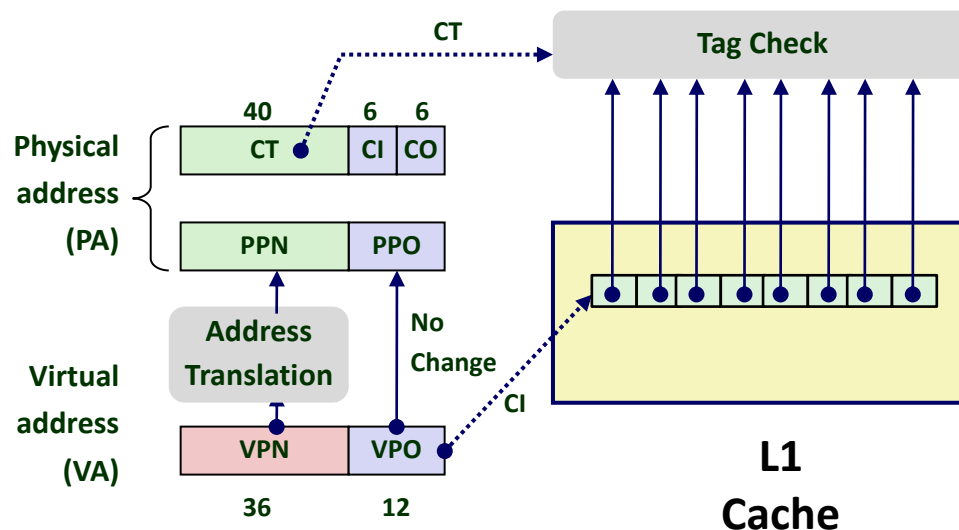 CT
Tag Check
40 6 6
Physical
address
(PA)
CT CI CO
PPN PPO
Address
Translation
No
Change
CI
Virtual
address
(VA)
VPN VPO
36 12
L1
Cache